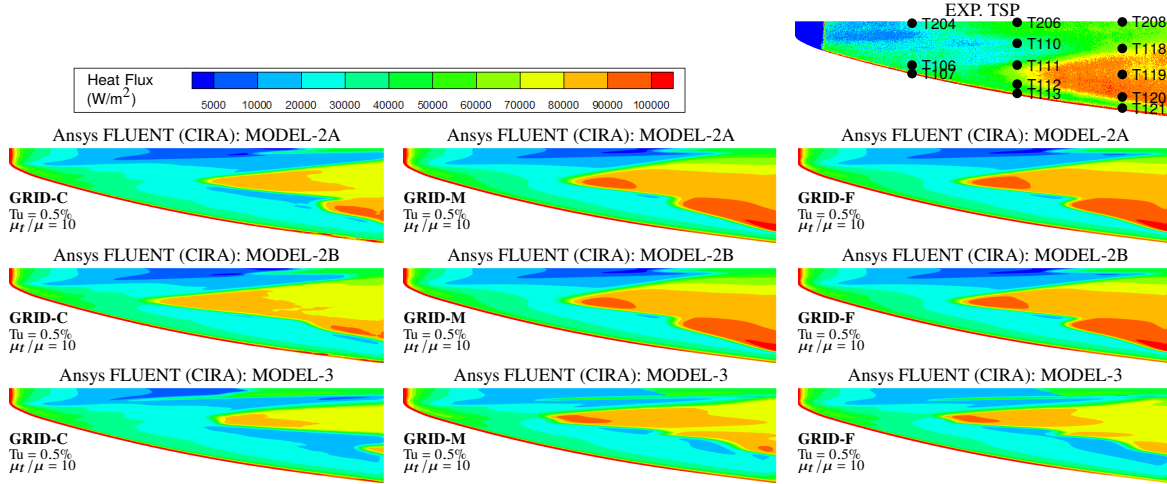 EXP. TSP
T204
T206
T208
T110
T118
T106
T107
T111
T119
T112
T113
T120
T121
Heat Flux
(W/m²)
5000 10000 20000 30000 40000 50000 60000 70000 80000 90000 100000
Ansys FLUENT (CIRA): MODEL-2A
Ansys FLUENT (CIRA): MODEL-2A
Ansys FLUENT (CIRA): MODEL-2A
GRID-C
Tu = 0.5%
μt/μ = 10
GRID-M
Tu = 0.5%
μt/μ = 10
GRID-F
Tu = 0.5%
μt/μ = 10
Ansys FLUENT (CIRA): MODEL-2B
Ansys FLUENT (CIRA): MODEL-2B
Ansys FLUENT (CIRA): MODEL-2B
GRID-C
Tu = 0.5%
μt/μ = 10
GRID-M
Tu = 0.5%
μt/μ = 10
GRID-F
Tu = 0.5%
μt/μ = 10
Ansys FLUENT (CIRA): MODEL-3
Ansys FLUENT (CIRA): MODEL-3
Ansys FLUENT (CIRA): MODEL-3
GRID-C
Tu = 0.5%
μt/μ = 10
GRID-M
Tu = 0.5%
μt/μ = 10
GRID-F
Tu = 0.5%
μt/μ = 10